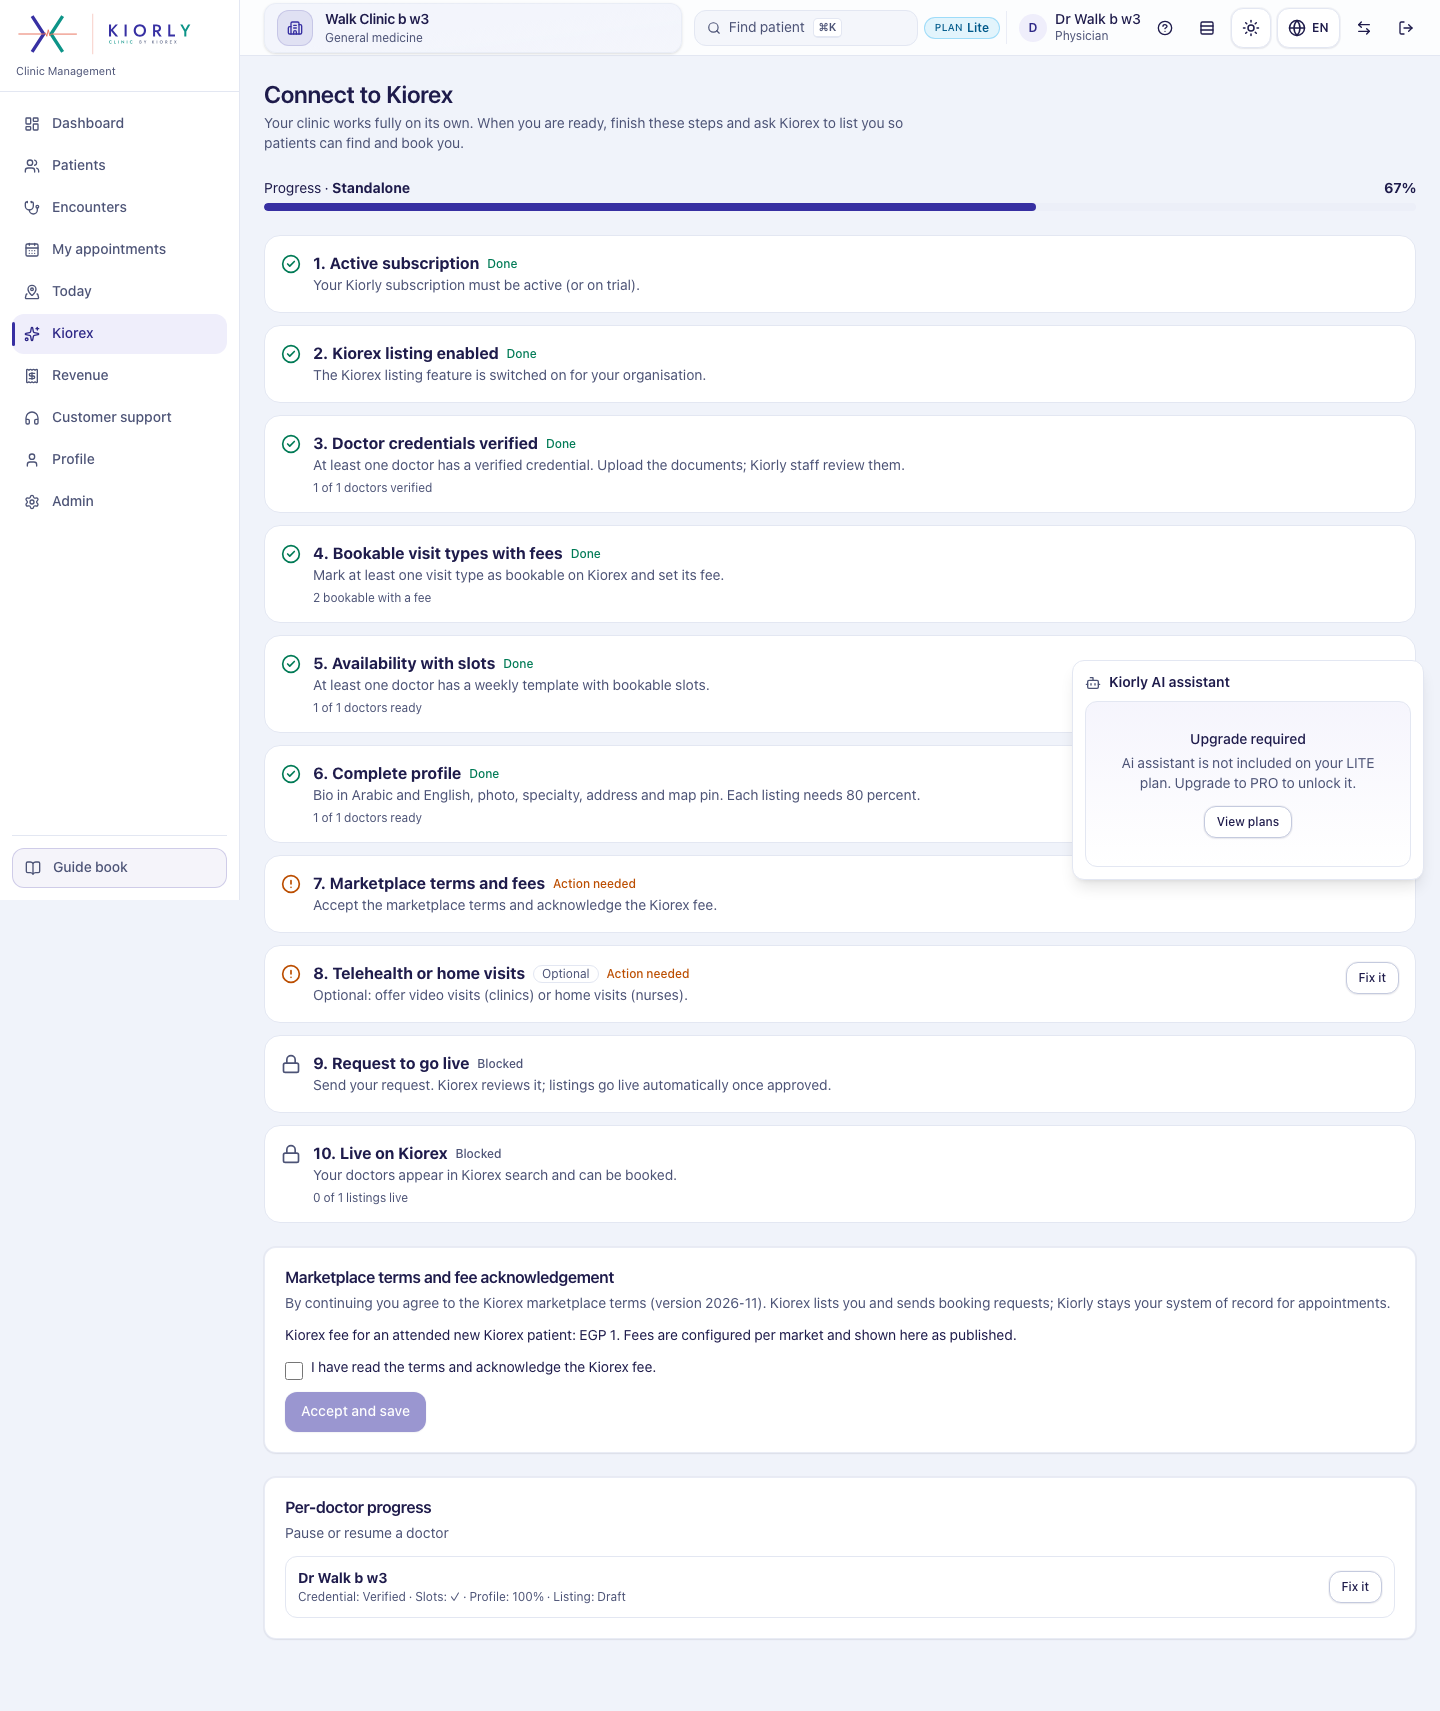 KIORLY
CLINIC BY KIOREX
Clinic Management
Dashboard
Patients
Encounters
My appointments
Today
Kiorex
Revenue
Customer support
Profile
Admin
Guide book
Walk Clinic b w3
General medicine
Find patient ⌘K
PLAN Lite
D
Dr Walk b w3
Physician
EN
Connect to Kiorex
Your clinic works fully on its own. When you are ready, finish these steps and ask Kiorex to list you so
patients can find and book you.
Progress · Standalone
67%
1. Active subscription Done
Your Kiorly subscription must be active (or on trial).
2. Kiorex listing enabled Done
The Kiorex listing feature is switched on for your organisation.
3. Doctor credentials verified Done
At least one doctor has a verified credential. Upload the documents; Kiorly staff review them.
1 of 1 doctors verified
4. Bookable visit types with fees Done
Mark at least one visit type as bookable on Kiorex and set its fee.
2 bookable with a fee
5. Availability with slots Done
At least one doctor has a weekly template with bookable slots.
1 of 1 doctors ready
6. Complete profile Done
Bio in Arabic and English, photo, specialty, address and map pin. Each listing needs 80 percent.
1 of 1 doctors ready
Kiorly AI assistant
Upgrade required
Ai assistant is not included on your LITE
plan. Upgrade to PRO to unlock it.
View plans
7. Marketplace terms and fees Action needed
Accept the marketplace terms and acknowledge the Kiorex fee.
8. Telehealth or home visits Optional Action needed
Optional: offer video visits (clinics) or home visits (nurses).
Fix it
9. Request to go live Blocked
Send your request. Kiorex reviews it; listings go live automatically once approved.
10. Live on Kiorex Blocked
Your doctors appear in Kiorex search and can be booked.
0 of 1 listings live
Marketplace terms and fee acknowledgement
By continuing you agree to the Kiorex marketplace terms (version 2026-11). Kiorex lists you and sends booking requests; Kiorly stays your system of record for appointments.
Kiorex fee for an attended new Kiorex patient: EGP 1. Fees are configured per market and shown here as published.
I have read the terms and acknowledge the Kiorex fee.
Accept and save
Per-doctor progress
Pause or resume a doctor
Dr Walk b w3
Credential: Verified · Slots: ✓ · Profile: 100% · Listing: Draft
Fix it